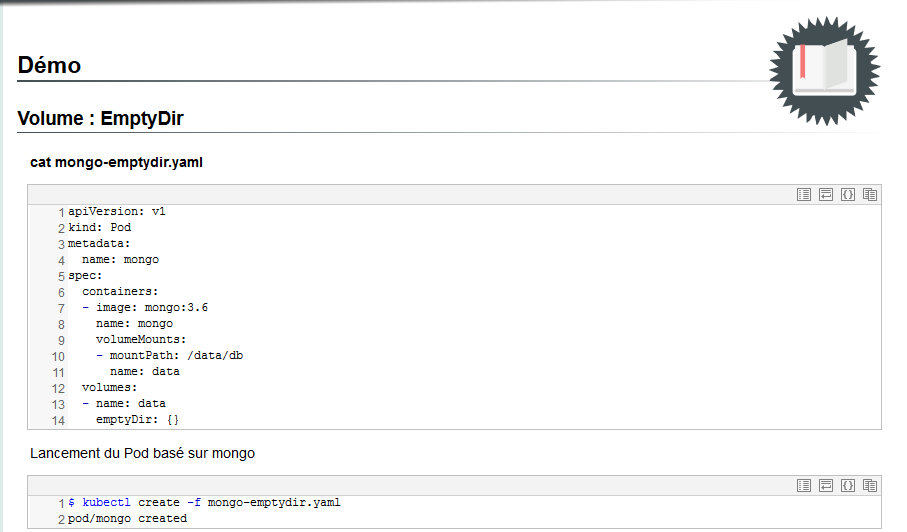 Démo
Volume : EmptyDir
cat mongo-emptydir.yaml
1 apiVersion: v1
2 kind: Pod
3 metadata:
4   name: mongo
5 spec:
6   containers:
7   - image: mongo:3.6
8     name: mongo
9     volumeMounts:
10     - mountPath: /data/db
11       name: data
12   volumes:
13   - name: data
14     emptyDir: {}
Lancement du Pod basé sur mongo
1 $ kubectl create -f mongo-emptydir.yaml
2 pod/mongo created